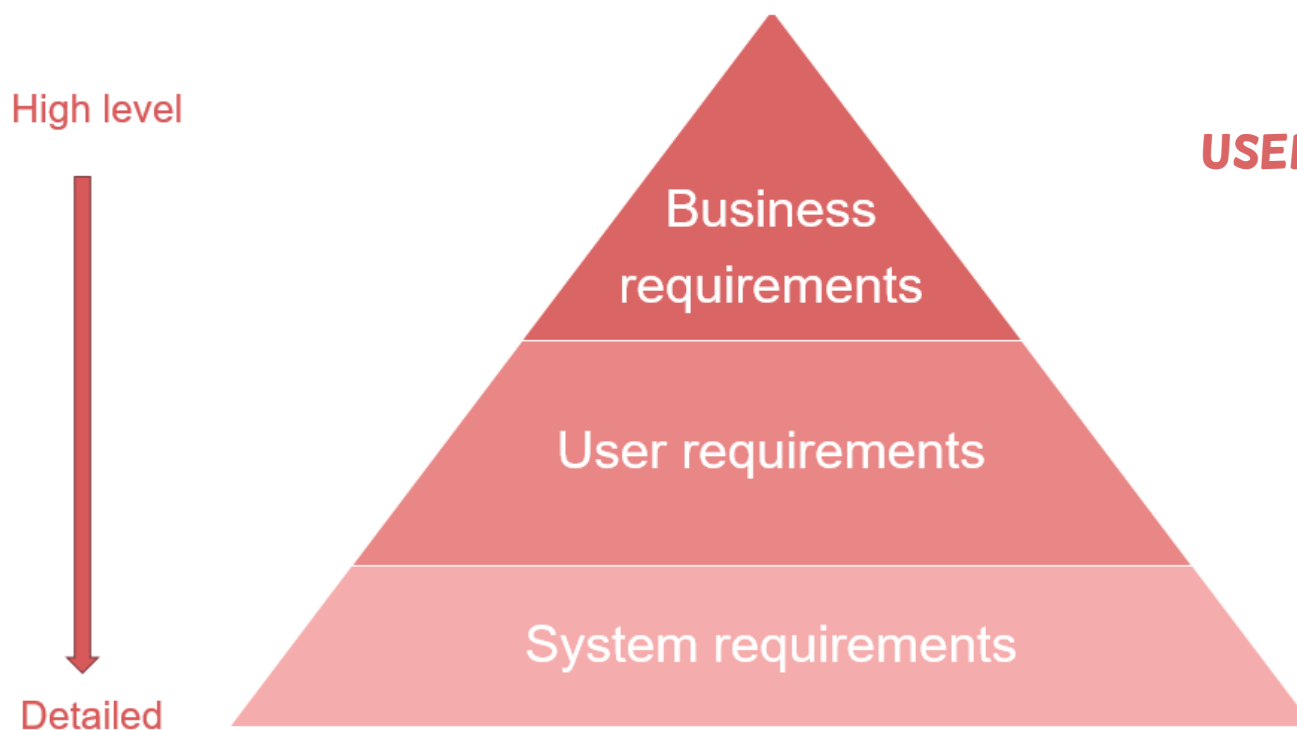 High level
Business
requirements
User requirements
System requirements
Detailed